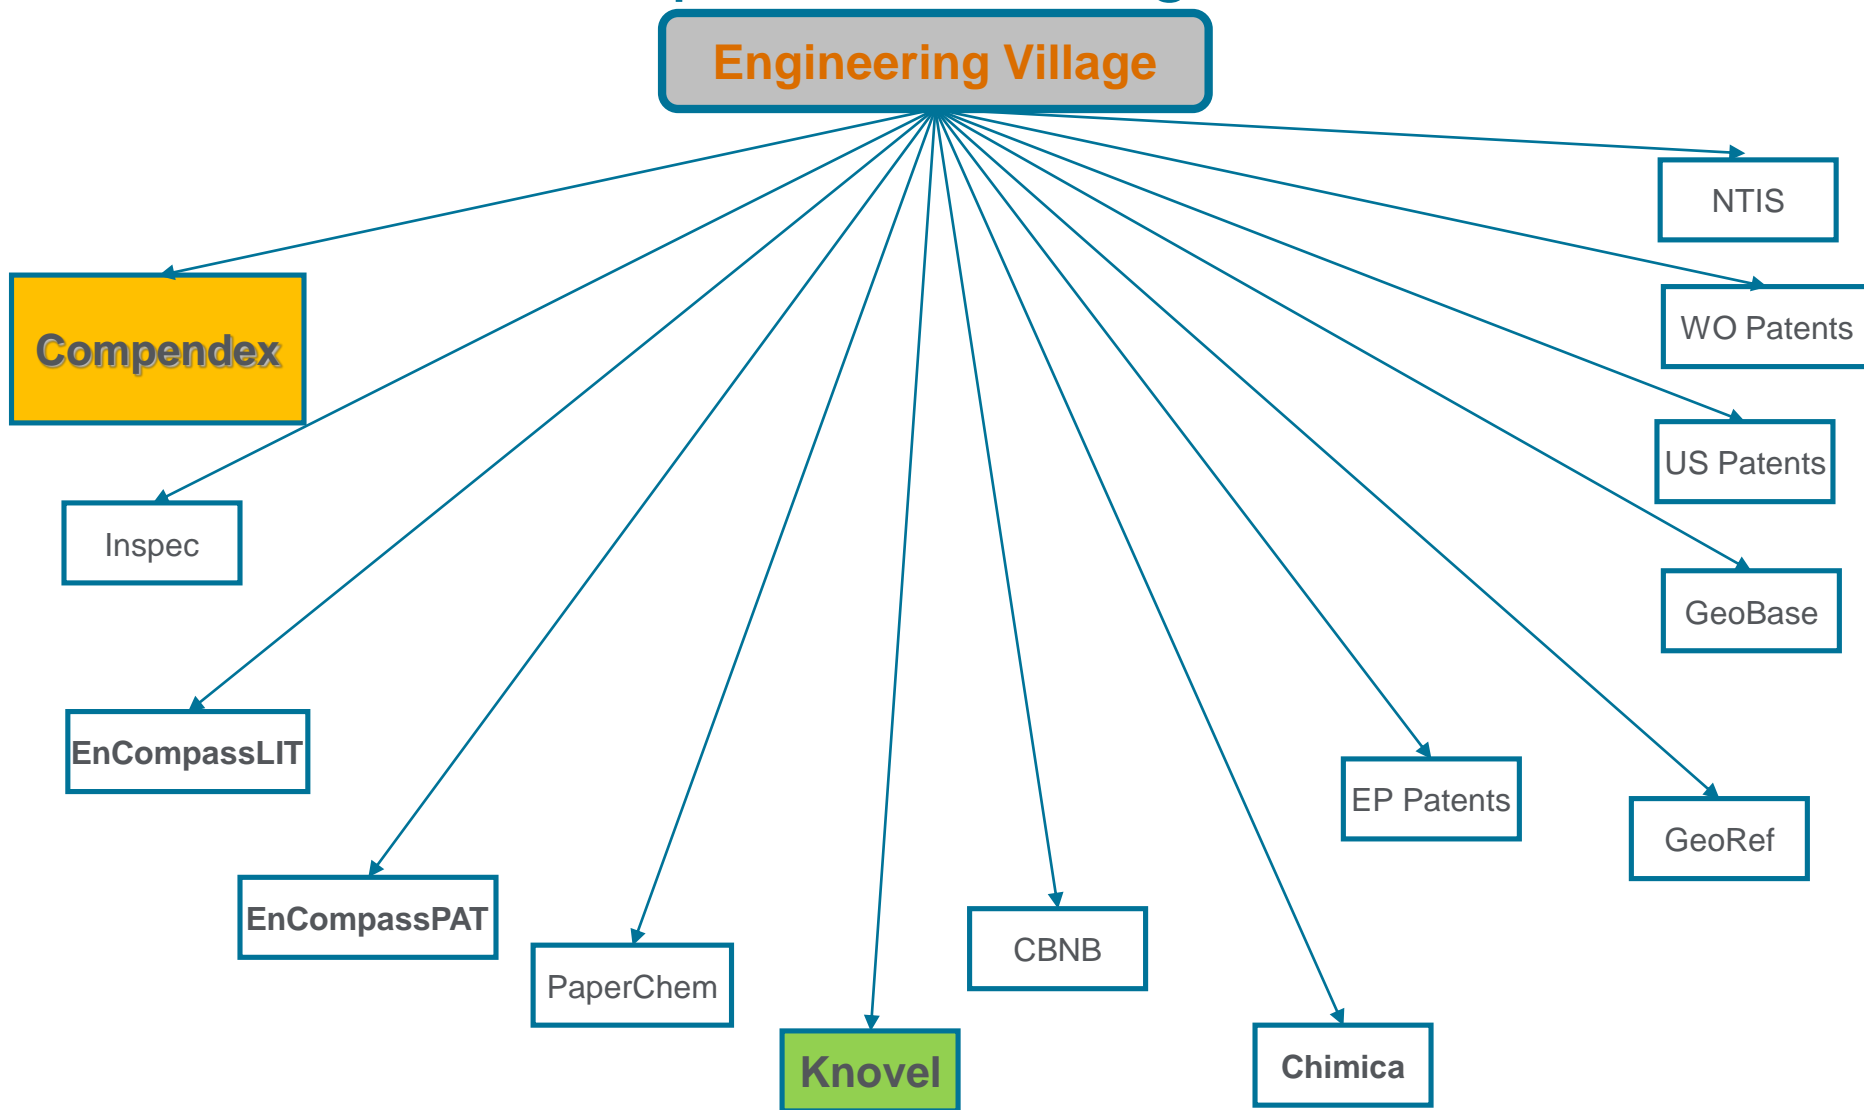 Engineering Village
NTIS
Compendex
WO Patents
US Patents
Inspec
GeoBase
EnCompassLIT
EP Patents
GeoRef
EnCompassPAT
CBNB
PaperChem
Knovel
Chimica